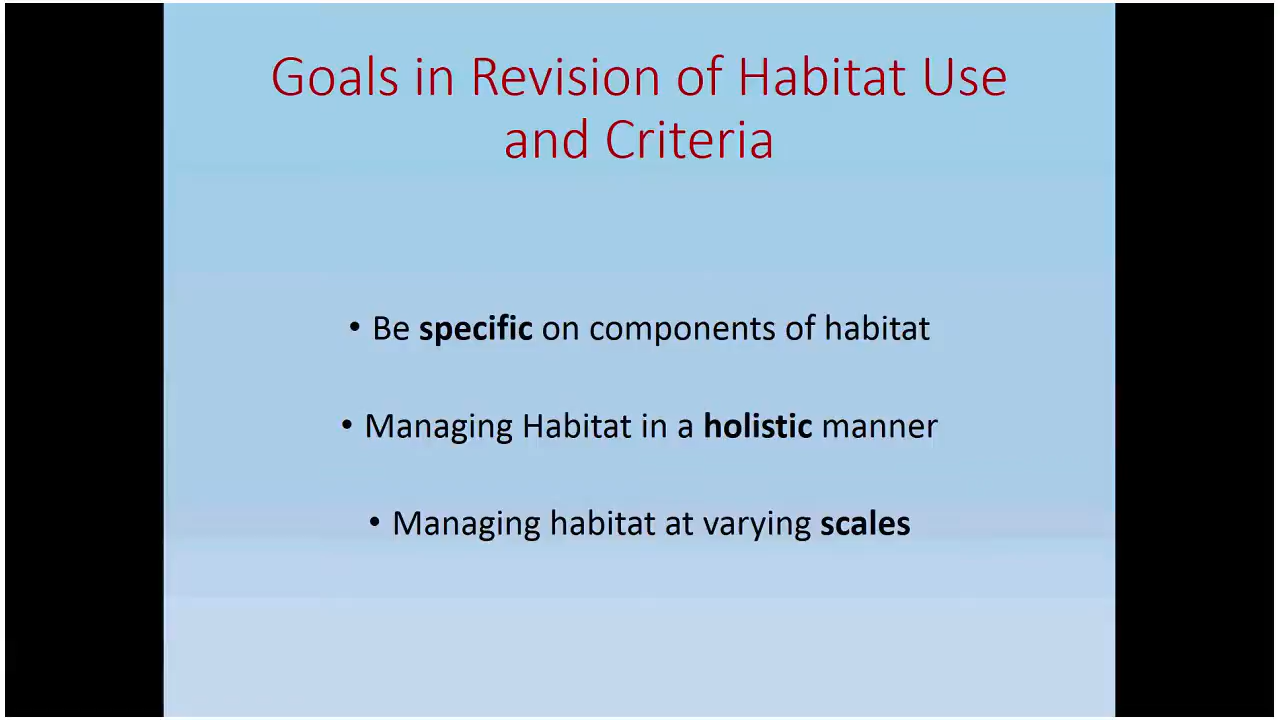 Goals in Revision of Habitat Use
and Criteria
• Be specific on components of habitat
• Managing Habitat in a holistic manner
• Managing habitat at varying scales